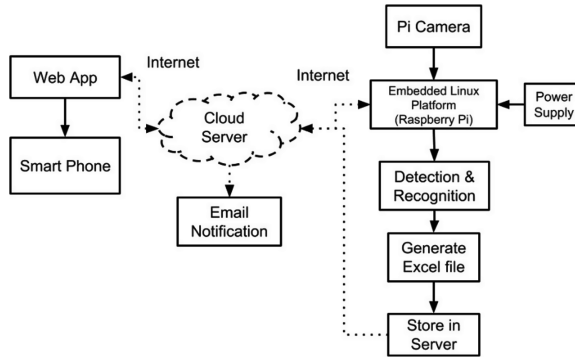 Pi Camera
Internet
Internet
Web App
Cloud
Server
Embedded Linux
Platform
(Raspberry Pi)
Power
Supply
Smart Phone
Detection &
Recognition
Email
Notification
Generate
Excel file
Store in
Server